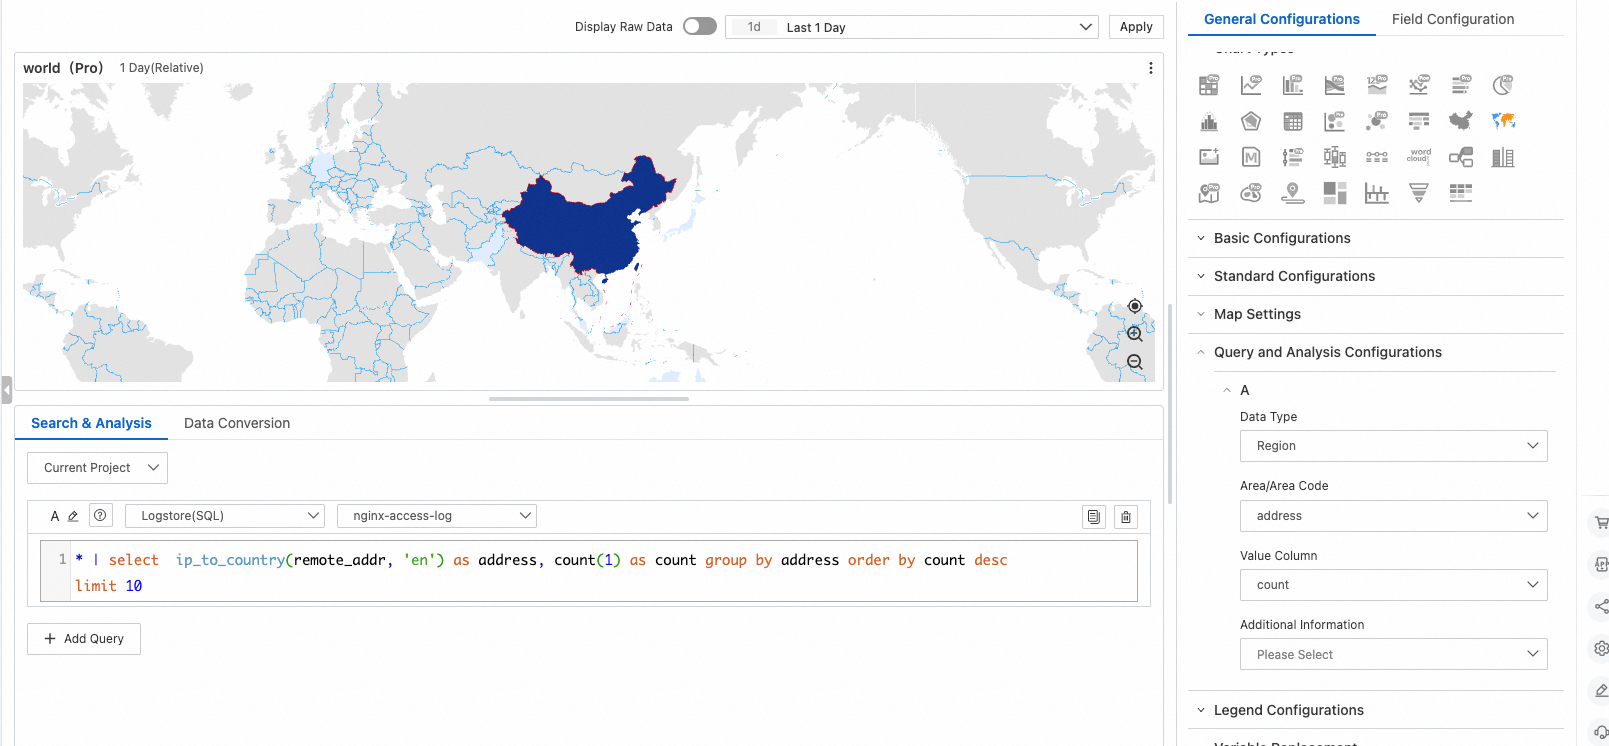 Display Raw Data
1d Last 1 Day
Apply
world (Pro) 1 Day(Relative)
Search & Analysis
Data Conversion
Current Project
A
Logstore(SQL)
nginx-access-log
1 * | select ip_to_country(remote_addr, 'en') as address, count(1) as count group by address order by count desc
limit 10
+ Add Query
General Configurations
Field Configuration
Chart Types
word
cloud
Basic Configurations
Standard Configurations
Map Settings
Query and Analysis Configurations
A
Data Type
Region
Area/Area Code
address
Value Column
count
Additional Information
Please Select
Legend Configurations
Variable Replacement